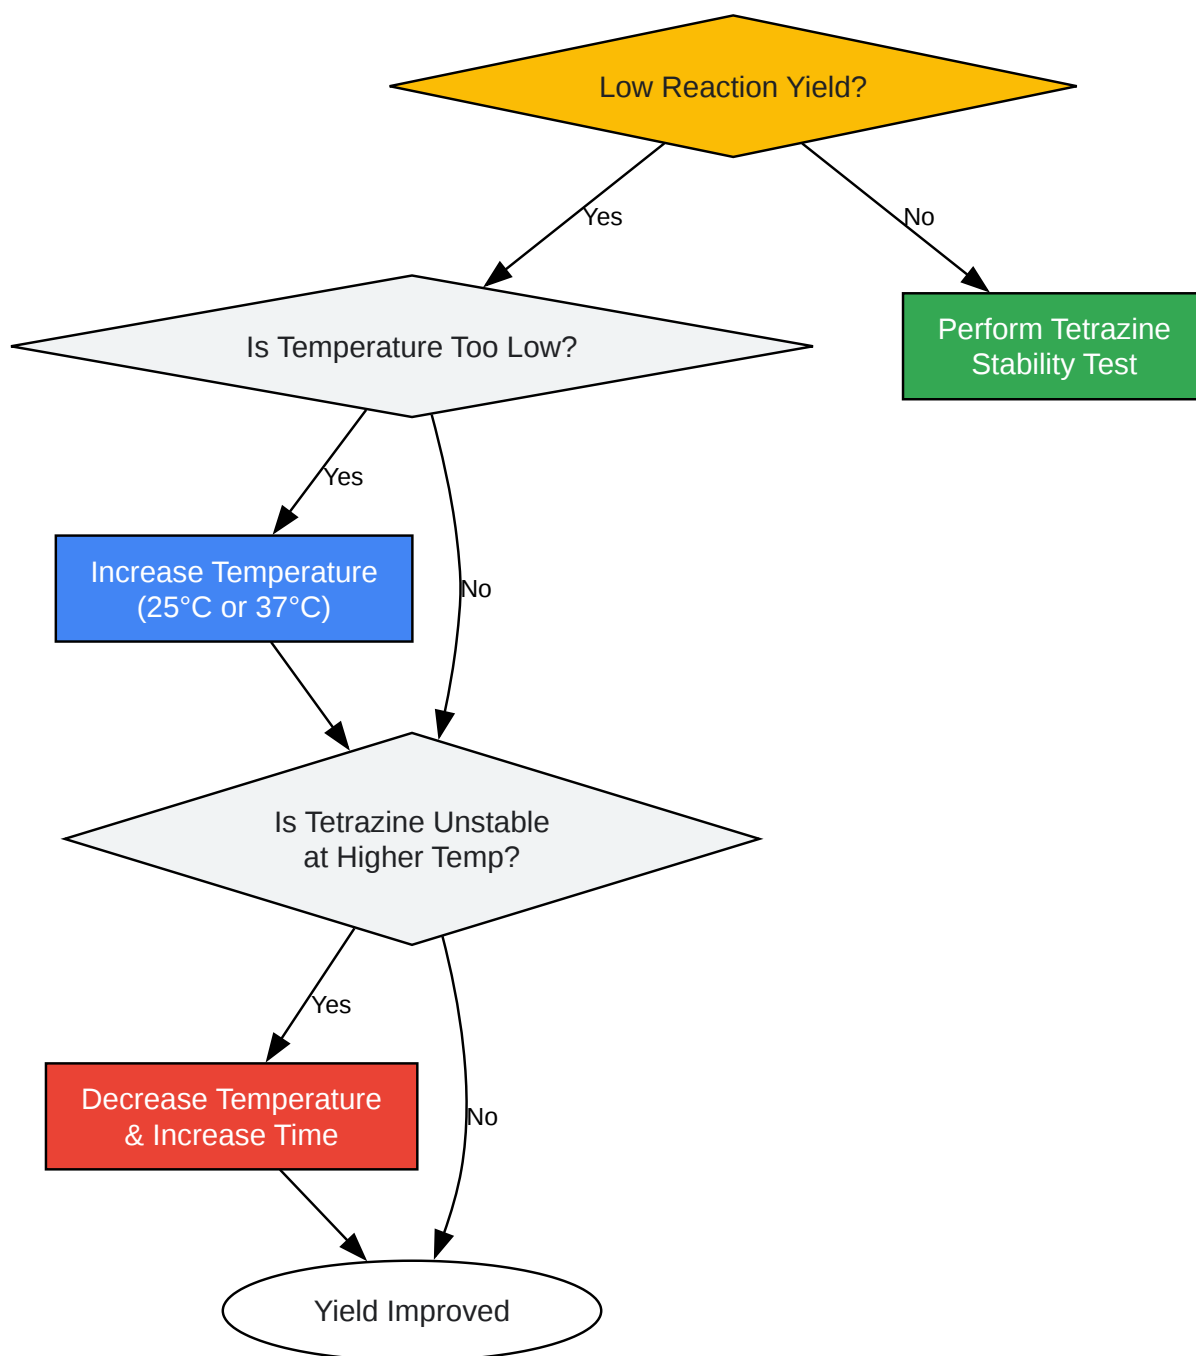 Low Reaction Yield?
Yes
No
Is Temperature Too Low?
Perform Tetrazine
Stability Test
Yes
Increase Temperature
(25°C or 37°C)
No
Is Tetrazine Unstable
at Higher Temp?
Yes
Decrease Temperature
& Increase Time
No
Yield Improved